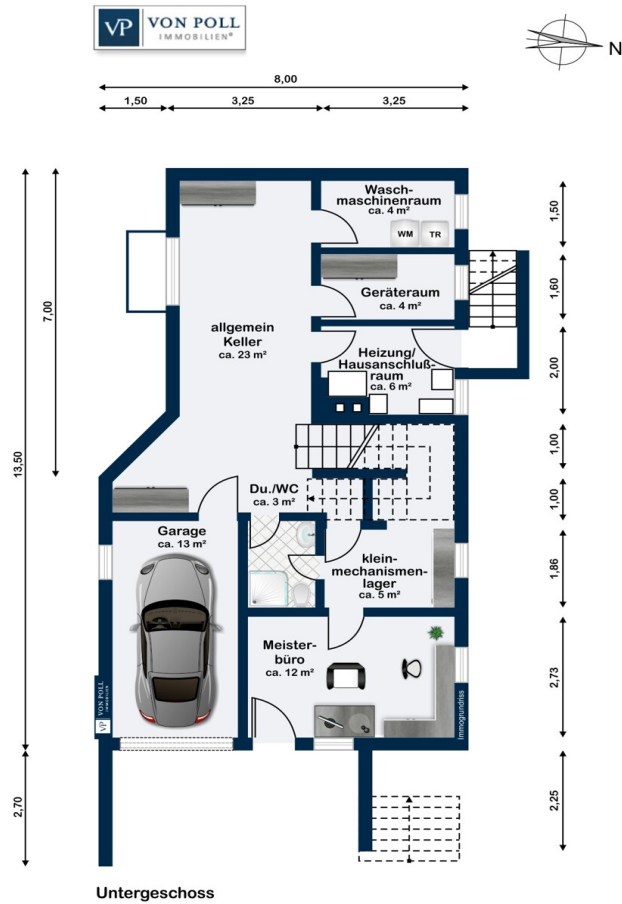 VP VON POLL
IMMOBILIEN®
N
8,00
1,50
3,25
3,25
13,50
7,00
2,70
1,50
1,60
2,00
1,00
1,00
1,86
2,73
2,25
Wasch-
maschinenraum
ca. 4 m²
WM
TR
Geräteraum
ca. 4 m²
allgemein
Keller
ca. 23 m²
Heizung/
Hausanschluß-
raum
ca. 6 m²
Du./WC
ca. 3 m²
Garage
ca. 13 m²
klein-
mechanismen-
lager
ca. 5 m²
Meister-
büro
ca. 12 m²
VP VON POLL
IMMOBILIEN
Immogrundriss
Untergeschoss